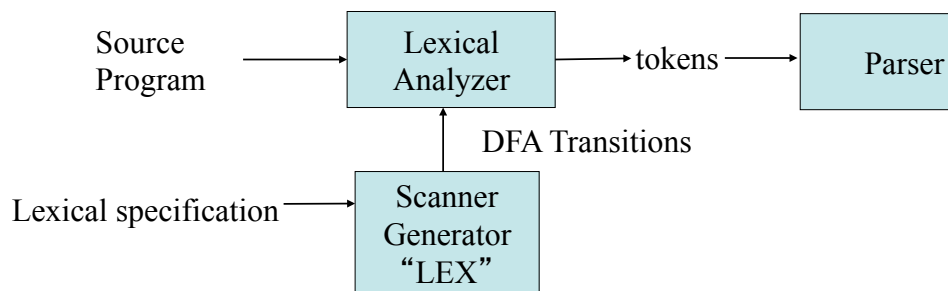 Source
Program
Lexical
Analyzer
tokens
Parser
DFA Transitions
Lexical specification
Scanner
Generator
“LEX”